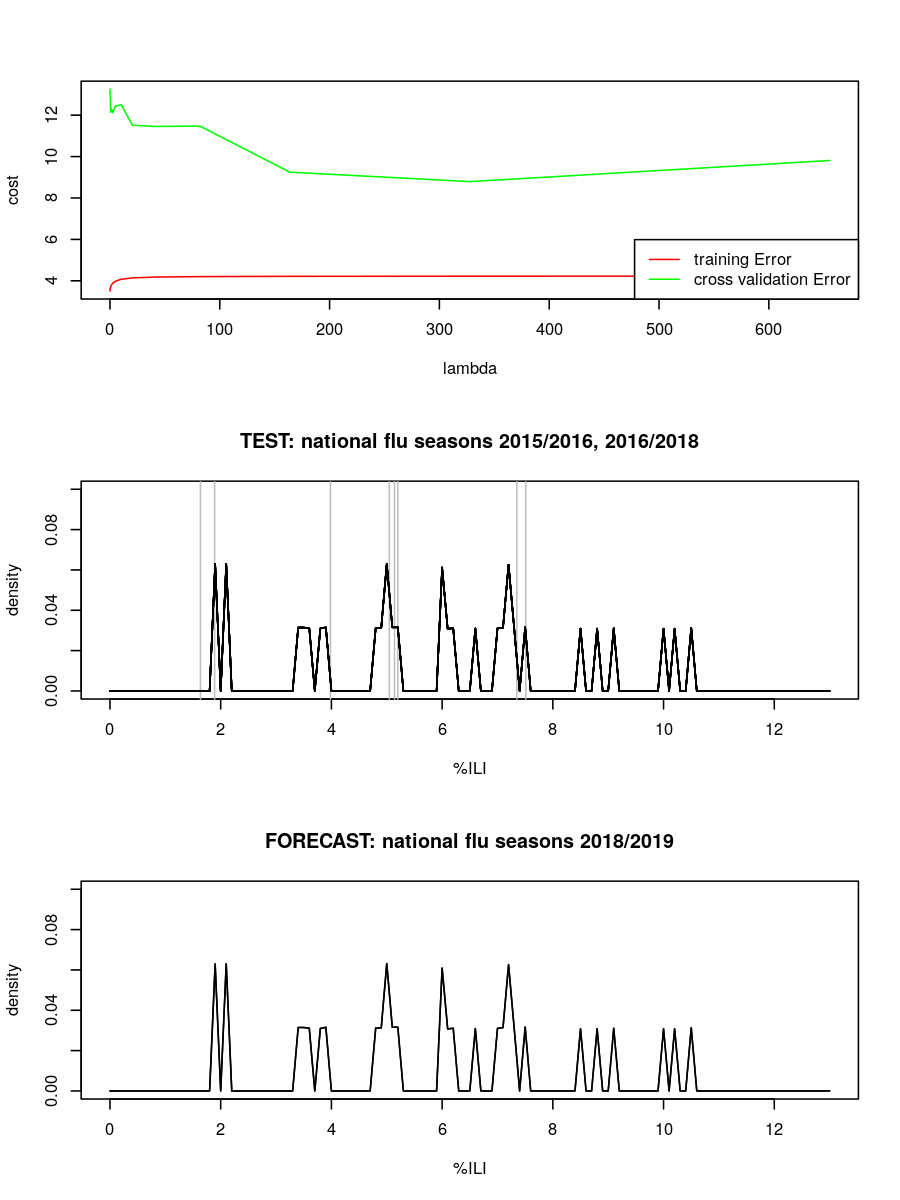 12
10
8
6
4
cost
training Error
cross validation Error
0 100 200 300 400 500 600
lambda
TEST: national flu seasons 2015/2016, 2016/2018
0.08
0.04
0.00
density
0 2 4 6 8 10 12
%ILI
FORECAST: national flu seasons 2018/2019
0.08
0.04
0.00
density
0 2 4 6 8 10 12
%ILI